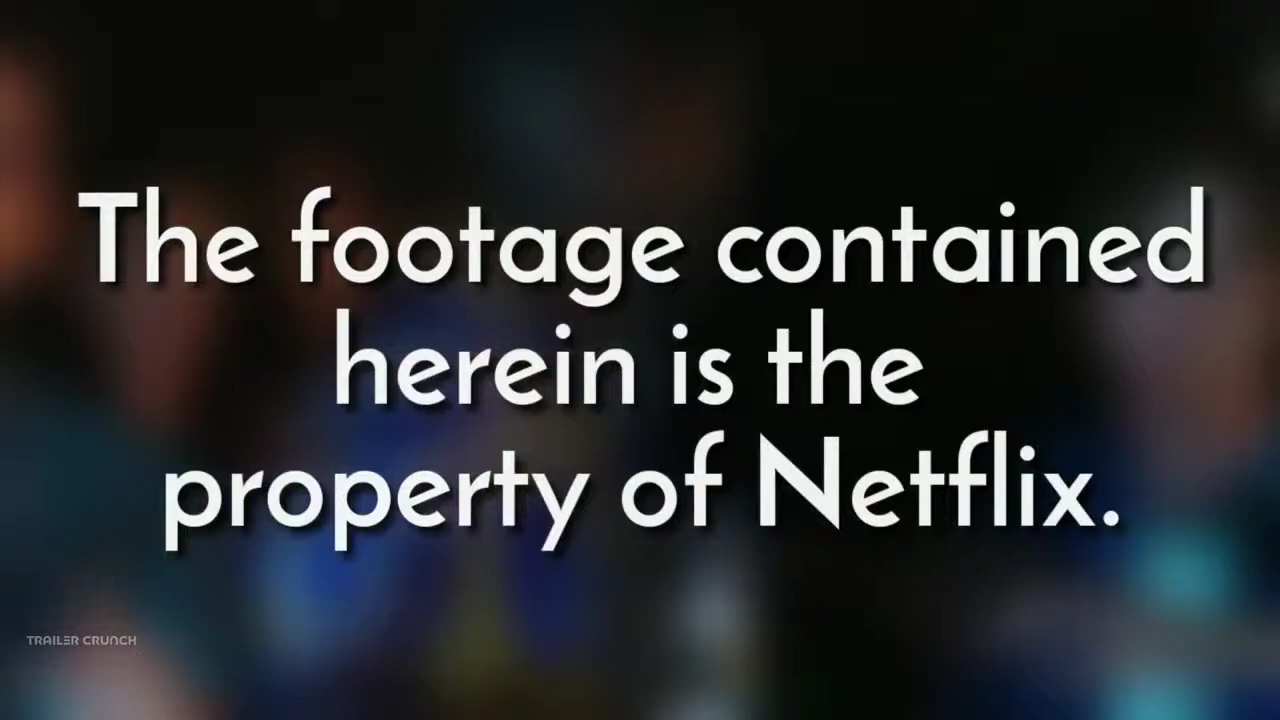 The footage contained
herein is the
property of Netflix.
TRAILER CRUNCH